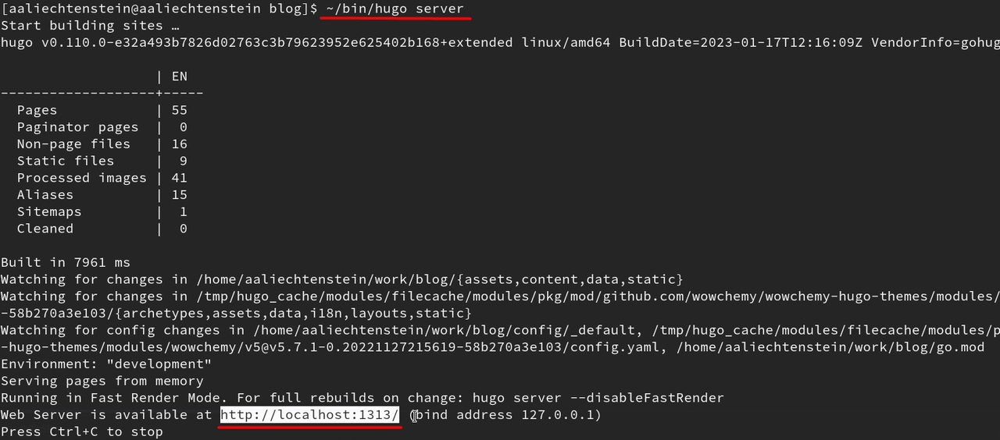 [aaliechtenstein@aaliechtenstein blog]$ ~/bin/hugo server
Start building sites …
hugo v0.110.0-e32a493b7826d02763c3b79623952e625402b168+extended linux/amd64 BuildDate=2023-01-17T12:16:09Z VendorInfo=gohug
| EN
-------------------+-----
Pages | 55
Paginator pages | 0
Non-page files | 16
Static files | 9
Processed images | 41
Aliases | 15
Sitemaps | 1
Cleaned | 0
Built in 7961 ms
Watching for changes in /home/aaliechtenstein/work/blog/{assets,content,data,static}
Watching for changes in /tmp/hugo_cache/modules/filecache/modules/pkg/mod/github.com/wowchemy/wowchemy-hugo-themes/modules/
-58b270a3e103/{archetypes,assets,data,i18n,layouts,static}
Watching for config changes in /home/aaliechtenstein/work/blog/config/_default, /tmp/hugo_cache/modules/filecache/modules/p
-hugo-themes/modules/wowchemy/v5@v5.7.1-0.20221127215619-58b270a3e103/config.yaml, /home/aaliechtenstein/work/blog/go.mod
Environment: "development"
Serving pages from memory
Running in Fast Render Mode. For full rebuilds on change: hugo server --disableFastRender
Web Server is available at http://localhost:1313/ (bind address 127.0.0.1)
Press Ctrl+C to stop